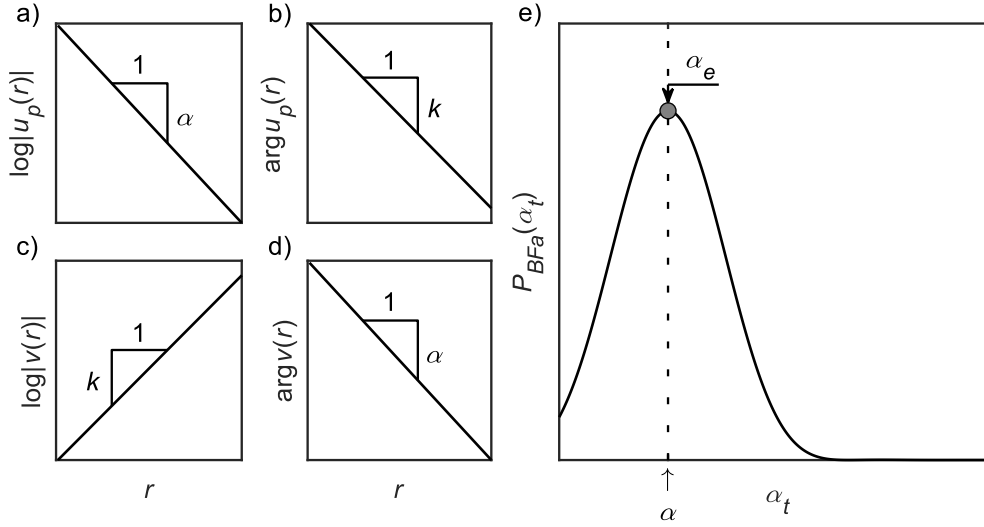 a)
log|u_p(r)|
1
α
b)
arg u_p(r)
1
k
c)
log|v(r)|
1
k
r
d)
arg v(r)
1
α
r
e)
P_BFa(α_t)
α_e
↑
α
α_t